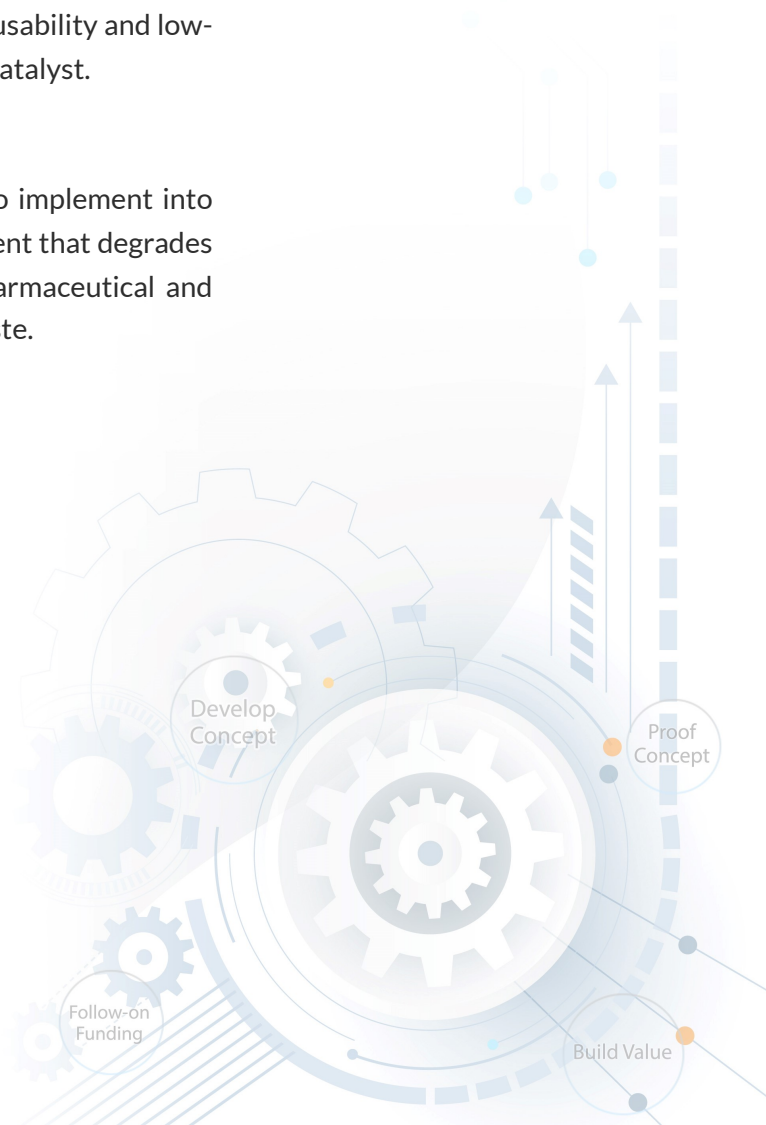 usability and low-
atalyst.
o implement into
ent that degrades
armaceutical and
ste.
Develop
Concept
Proof
Concept
Follow-on
Funding
Build Value